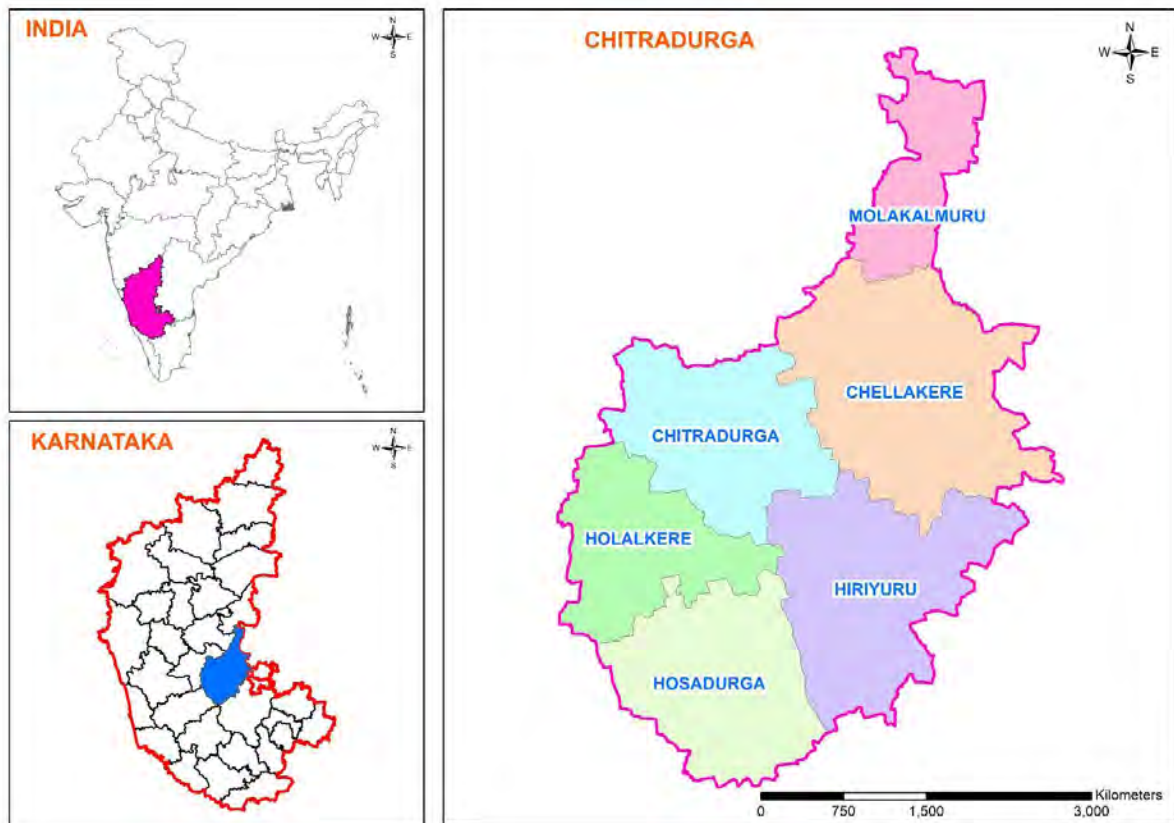 INDIA
N
W E
S
KARNATAKA
N
W E
S
CHITRADURGA
N
W E
S
MOLAKALMURU
CHELLAKERE
CHITRADURGA
HOLALKERE
HIRIYURU
HOSADURGA
Kilometers
0 750 1,500 3,000